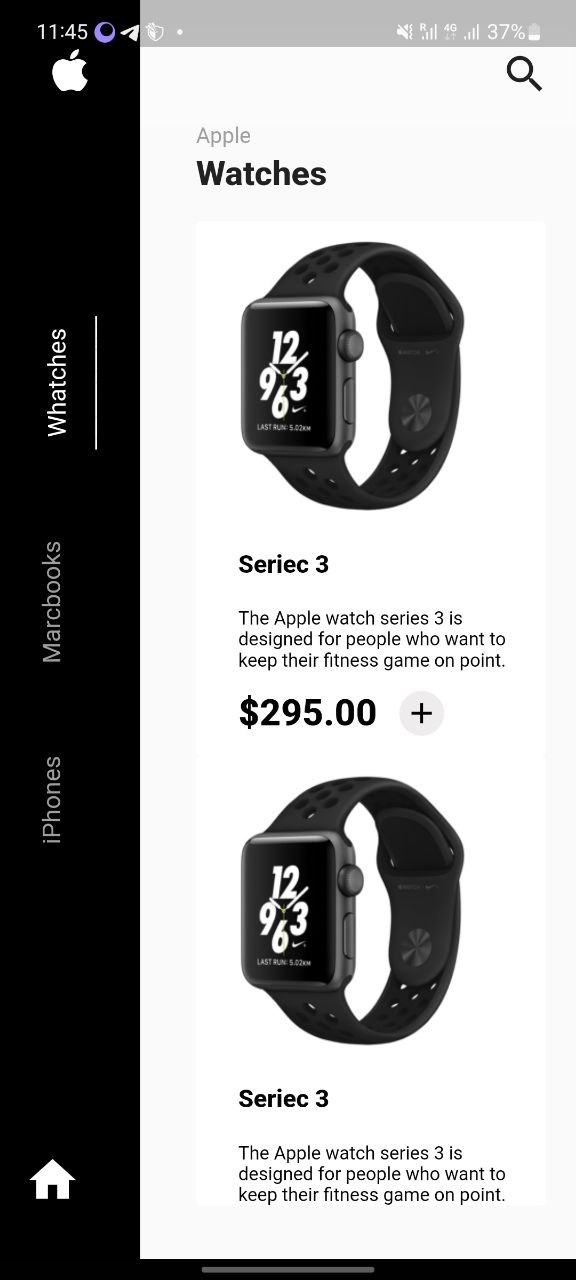 11:45
R 4G 37%
Apple
Watches
Whatches
12
9 3
6
LAST RUN: 5.02KM
Seriec 3
The Apple watch series 3 is
designed for people who want to
keep their fitness game on point.
$295.00 +
Marcbooks
iPhones
12
9 3
6
LAST RUN: 5.02KM
Seriec 3
The Apple watch series 3 is
designed for people who want to
keep their fitness game on point.